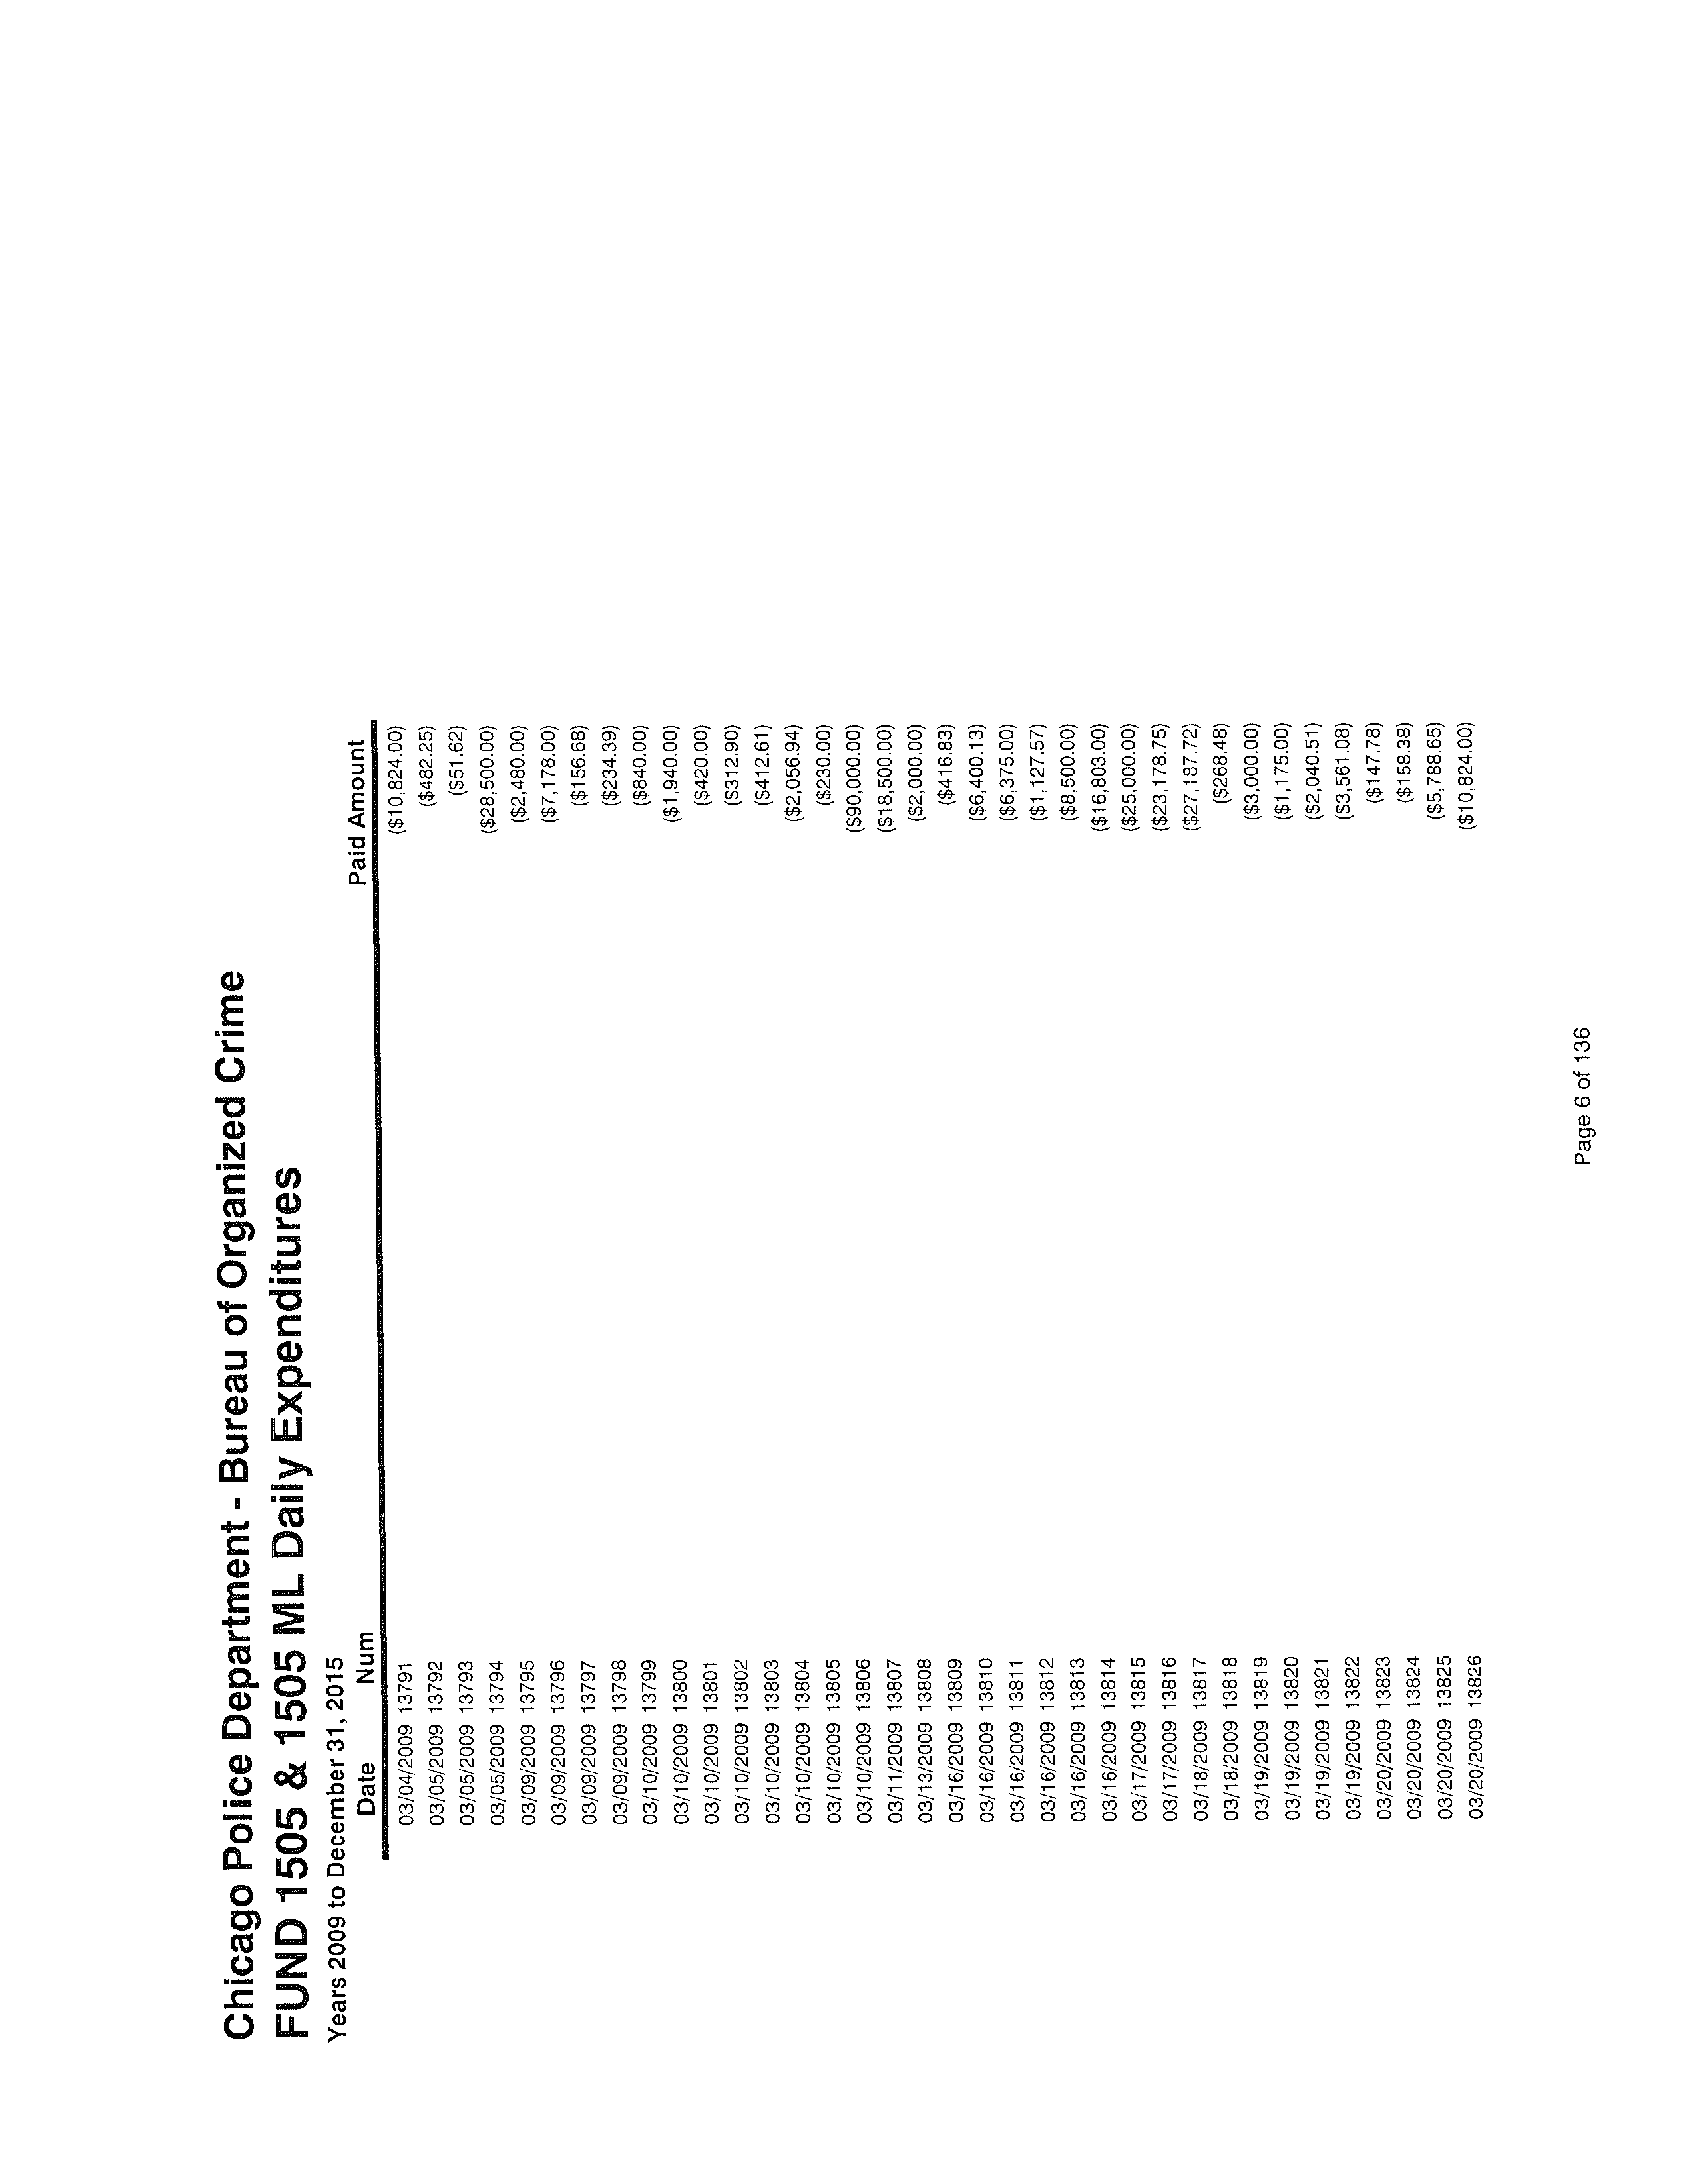 Chicago Police Department - Bureau of Organized Crime
FUND 1505 & 1505 ML Daily Expenditures
Years 2009 to December 31, 2015
Date Num Paid Amount
03/04/2009 13791 ($10,824.00)
03/05/2009 13792 ($482.25)
03/05/2009 13793 ($51.62)
03/05/2009 13794 ($28,500.00)
03/09/2009 13795 ($2,480.00)
03/09/2009 13796 ($7,178.00)
03/09/2009 13797 ($156.68)
03/09/2009 13798 ($234.39)
03/10/2009 13799 ($840.00)
03/10/2009 13800 ($1,940.00)
03/10/2009 13801 ($420.00)
03/10/2009 13802 ($312.90)
03/10/2009 13803 ($412.61)
03/10/2009 13804 ($2,056.94)
03/10/2009 13805 ($230.00)
03/10/2009 13806 ($90,000.00)
03/11/2009 13807 ($18,500.00)
03/13/2009 13808 ($2,000.00)
03/16/2009 13809 ($416.83)
03/16/2009 13810 ($6,400.13)
03/16/2009 13811 ($6,375.00)
03/16/2009 13812 ($1,127.57)
03/16/2009 13813 ($8,500.00)
03/16/2009 13814 ($16,803.00)
03/17/2009 13815 ($25,000.00)
03/17/2009 13816 ($23,178.75)
03/18/2009 13817 ($27,187.72)
03/18/2009 13818 ($268.48)
03/19/2009 13819 ($3,000.00)
03/19/2009 13820 ($1,175.00)
03/19/2009 13821 ($2,040.51)
03/19/2009 13822 ($3,561.08)
03/20/2009 13823 ($147.78)
03/20/2009 13824 ($158.38)
03/20/2009 13825 ($5,788.65)
03/20/2009 13826 ($10,824.00)
Page 6 of 136